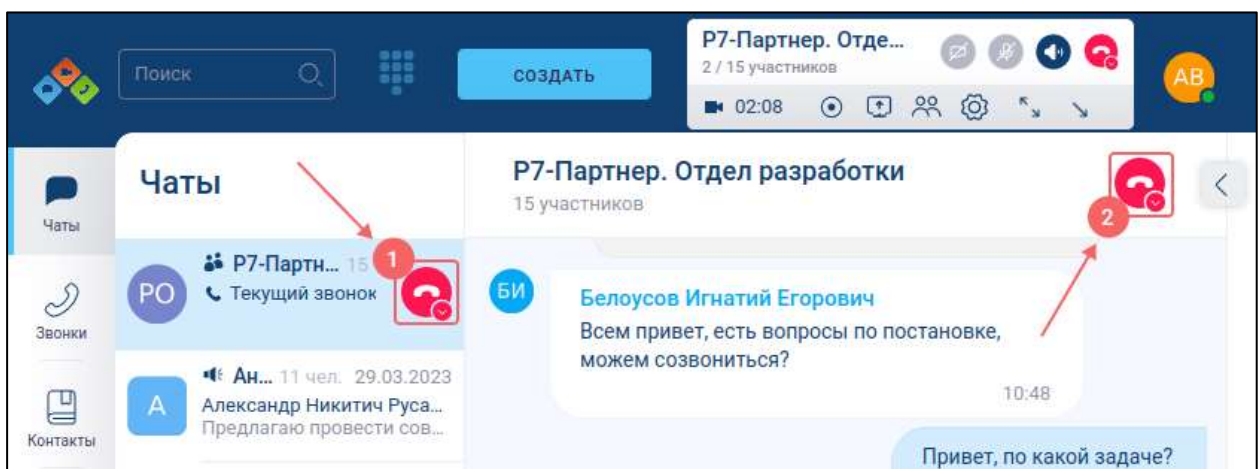 Поиск
СОЗДАТЬ
Р7-Партнер. Отде...
2 / 15 участников
02:08
АВ
Чаты
Звонки
Контакты
Чаты
РО
Р7-Партн... 15
Текущий звонок
1
А
Ан... 11 чел. 29.03.2023
Александр Никитич Руса...
Предлагаю провести сов...
Р7-Партнер. Отдел разработки
15 участников
2
БИ
Белоусов Игнатий Егорович
Всем привет, есть вопросы по постановке,
можем созвониться?
10:48
Привет, по какой задаче?